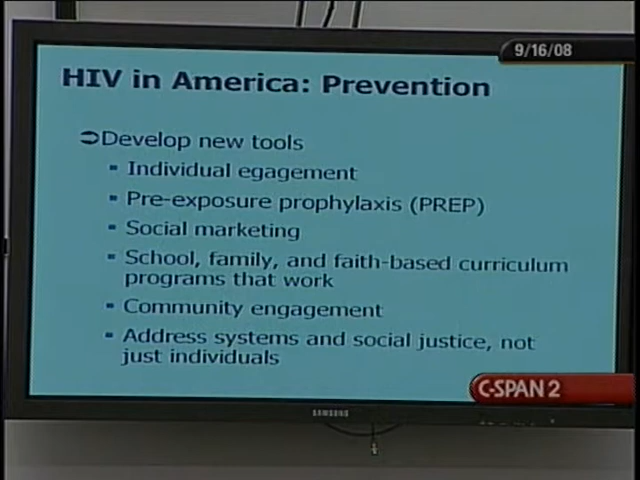 9/16/08
HIV in America: Prevention
➲Develop new tools
▪ Individual egagement
▪ Pre-exposure prophylaxis (PREP)
▪ Social marketing
▪ School, family, and faith-based curriculum
programs that work
▪ Community engagement
▪ Address systems and social justice, not
just individuals
C-SPAN 2
SAMSUNG